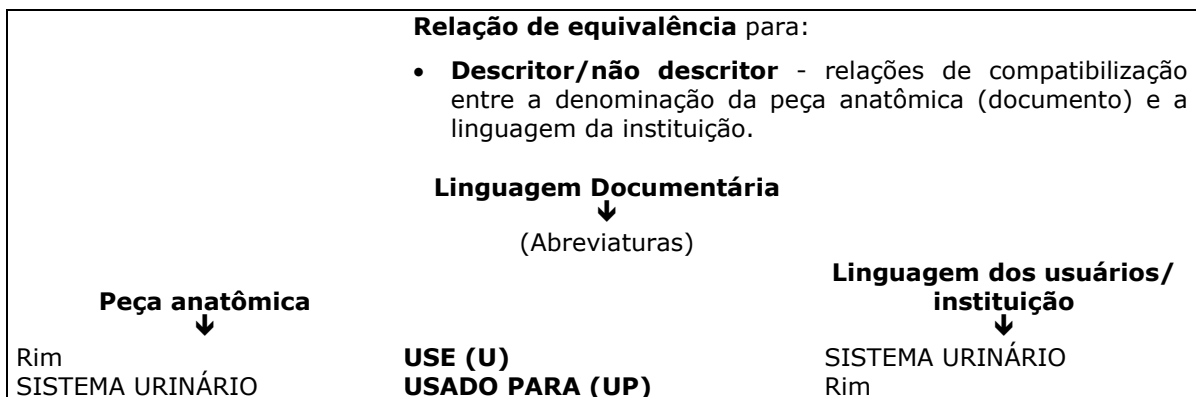 Relação de equivalência para:
• Descritor/não descritor - relações de compatibilização
entre a denominação da peça anatômica (documento) e a
linguagem da instituição.
Linguagem Documentária
🡻
(Abreviaturas)
Linguagem dos usuários/
Peça anatômica instituição
🡻 🡻
Rim USE (U) SISTEMA URINÁRIO
SISTEMA URINÁRIO USADO PARA (UP) Rim